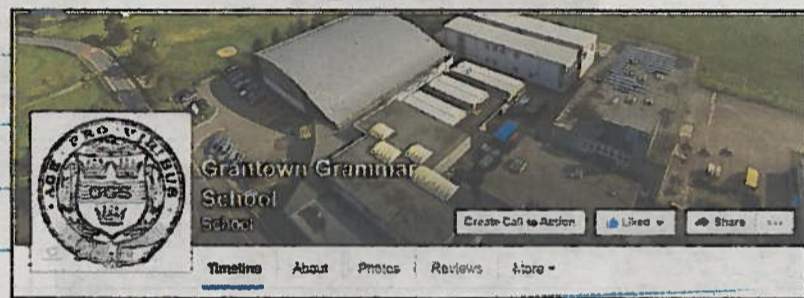 AGE PRO VIRIBUS
GGS
Grantown Grammar
School
School
Create Call to Action
Liked
Share
Timeline
About
Photos
Reviews
More